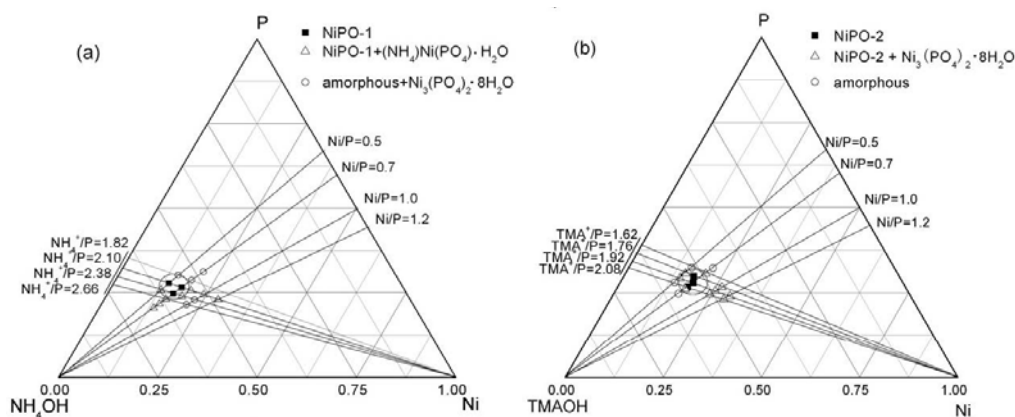 P
(a)
■ NiPO-1
△ NiPO-1+(NH₄)Ni(PO₄)·H₂O
○ amorphous+Ni₃(PO₄)₂·8H₂O
Ni/P=0.5
Ni/P=0.7
Ni/P=1.0
Ni/P=1.2
NH₄⁺/P=1.82
NH₄⁺/P=2.10
NH₄⁺/P=2.38
NH₄⁺/P=2.66
0.00 0.25 0.50 0.75 1.00
NH₄OH Ni
P
(b)
■ NiPO-2
△ NiPO-2 + Ni₃(PO₄)₂·8H₂O
○ amorphous
Ni/P=0.5
Ni/P=0.7
Ni/P=1.0
Ni/P=1.2
TMA⁺/P=1.62
TMA⁺/P=1.76
TMA⁺/P=1.92
TMA⁺/P=2.08
0.00 0.25 0.50 0.75 1.00
TMAOH Ni